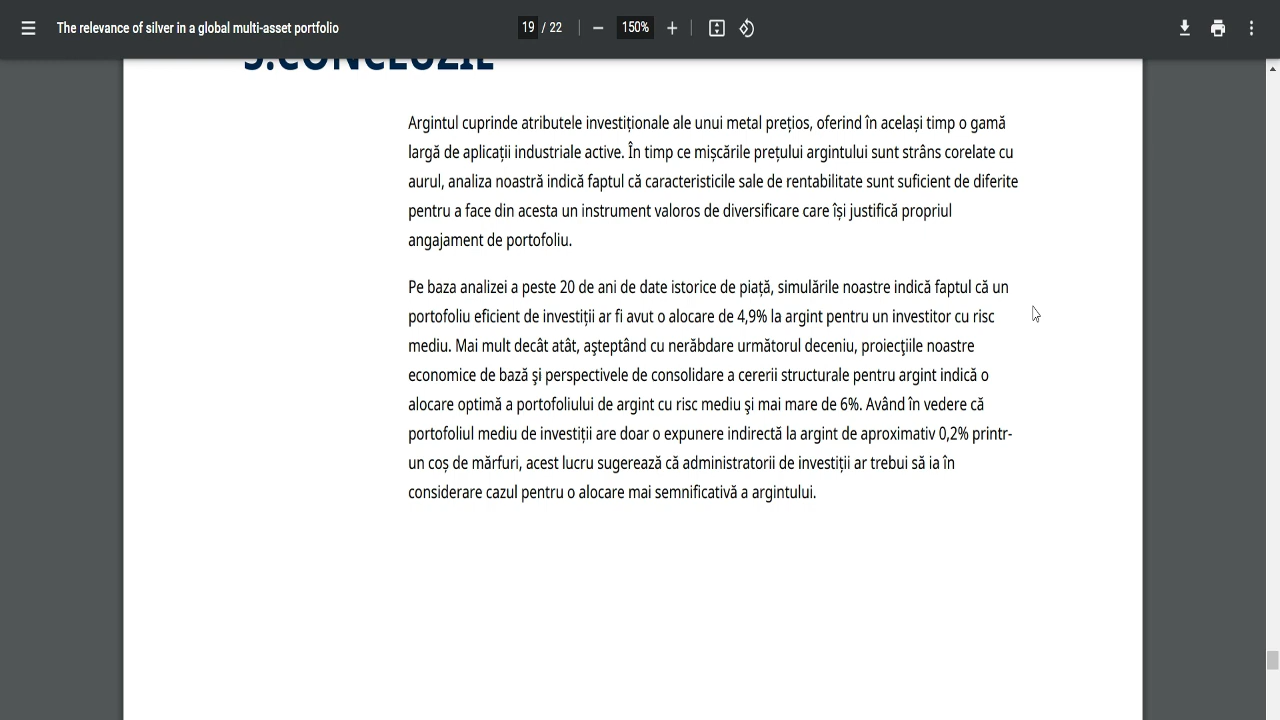 The relevance of silver in a global multi-asset portfolio
19 / 22
150%
5.CONCLUZIE
Argintul cuprinde atributele investiționale ale unui metal prețios, oferind în același timp o gamă
largă de aplicații industriale active. În timp ce mișcările prețului argintului sunt strâns corelate cu
aurul, analiza noastră indică faptul că caracteristicile sale de rentabilitate sunt suficient de diferite
pentru a face din acesta un instrument valoros de diversificare care își justifică propriul
angajament de portofoliu.
Pe baza analizei a peste 20 de ani de date istorice de piață, simulările noastre indică faptul că un
portofoliu eficient de investiții ar fi avut o alocare de 4,9% la argint pentru un investitor cu risc
mediu. Mai mult decât atât, aşteptând cu nerăbdare următorul deceniu, proiecţiile noastre
economice de bază şi perspectivele de consolidare a cererii structurale pentru argint indică o
alocare optimă a portofoliului de argint cu risc mediu şi mai mare de 6%. Având în vedere că
portofoliul mediu de investiții are doar o expunere indirectă la argint de aproximativ 0,2% printr-
un coș de mărfuri, acest lucru sugerează că administratorii de investiții ar trebui să ia în
considerare cazul pentru o alocare mai semnificativă a argintului.